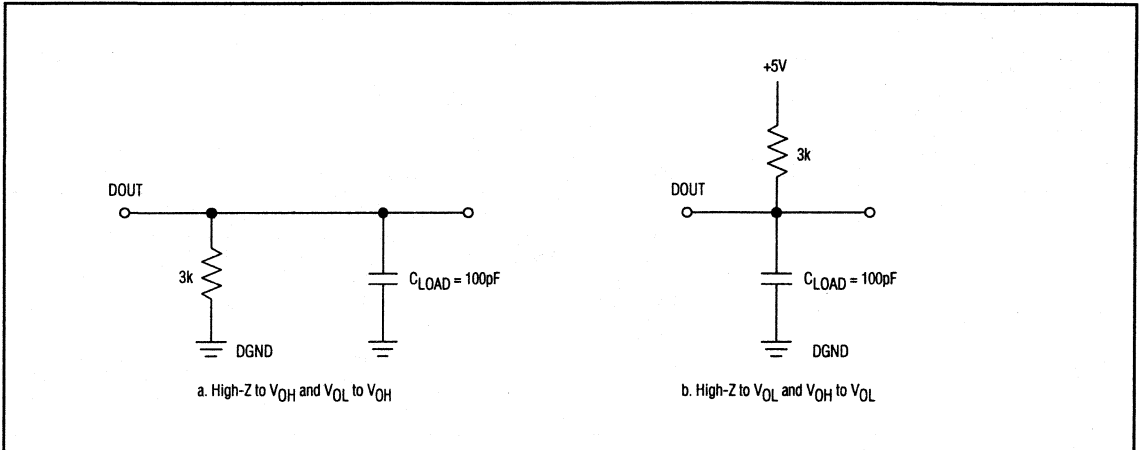 DOUT
3k
CLOAD = 100pF
DGND
a. High-Z to VOH and VOL to VOH
+5V
3k
DOUT
CLOAD = 100pF
DGND
b. High-Z to VOL and VOH to VOL